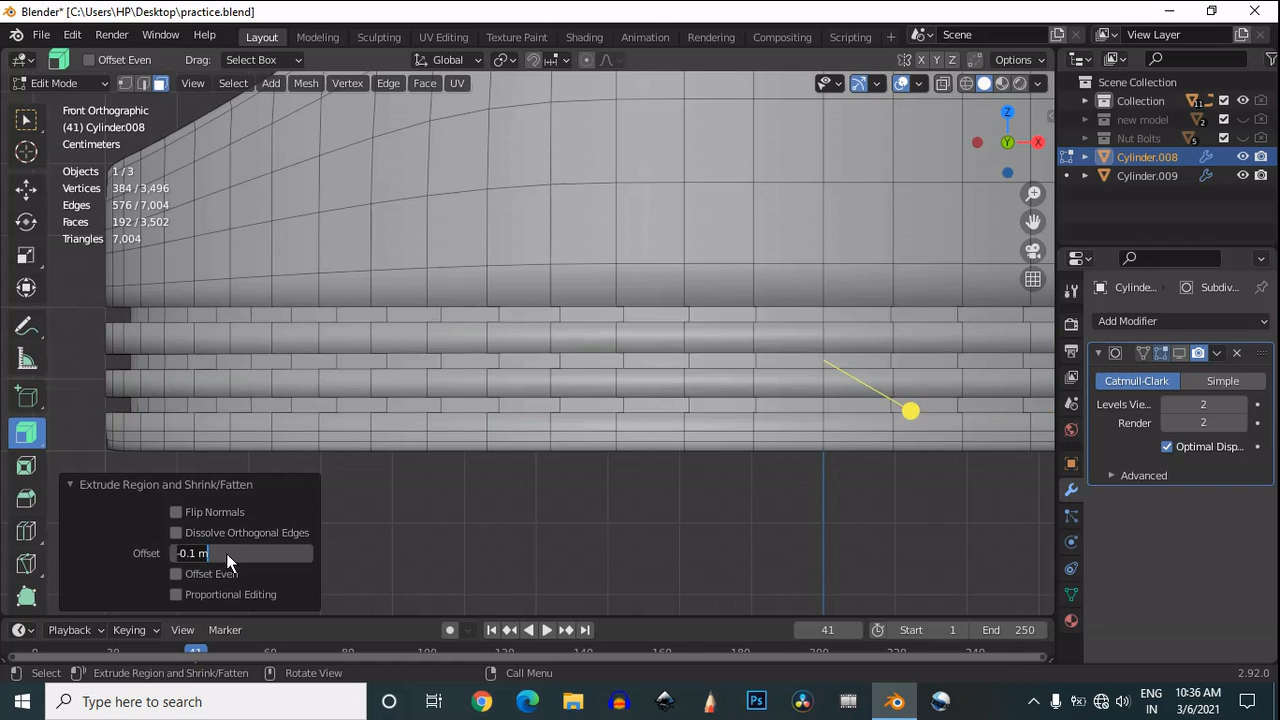 Blender* [C:\Users\HP\Desktop\practice.blend]
File Edit Render Window Help Layout Modeling Sculpting UV Editing Texture Paint Shading Animation Rendering Compositing Scripting + Scene View Layer
Offset Even Drag: Select Box Global X Y Z Options
Edit Mode View Select Add Mesh Vertex Edge Face UV
Front Orthographic
(41) Cylinder.008
Centimeters
Objects 1 / 3
Vertices 384 / 3,496
Edges 576 / 7,004
Faces 192 / 3,502
Triangles 7,004
Z
Y X
Scene Collection
Collection 11
new model 2
Nut Bolts 5
Cylinder.008
Cylinder.009
Cylinde... Subdiv...
Add Modifier
Catmull-Clark Simple
Levels Vie... 2
Render 2
Optimal Disp...
Advanced
Extrude Region and Shrink/Fatten
Flip Normals
Dissolve Orthogonal Edges
Offset -0.1 m
Offset Even
Proportional Editing
Playback Keying View Marker 41 Start 1 End 250
Select Extrude Region and Shrink/Fatten Rotate View Call Menu 2.92.0
Type here to search
ENG
IN
10:36 AM
3/6/2021